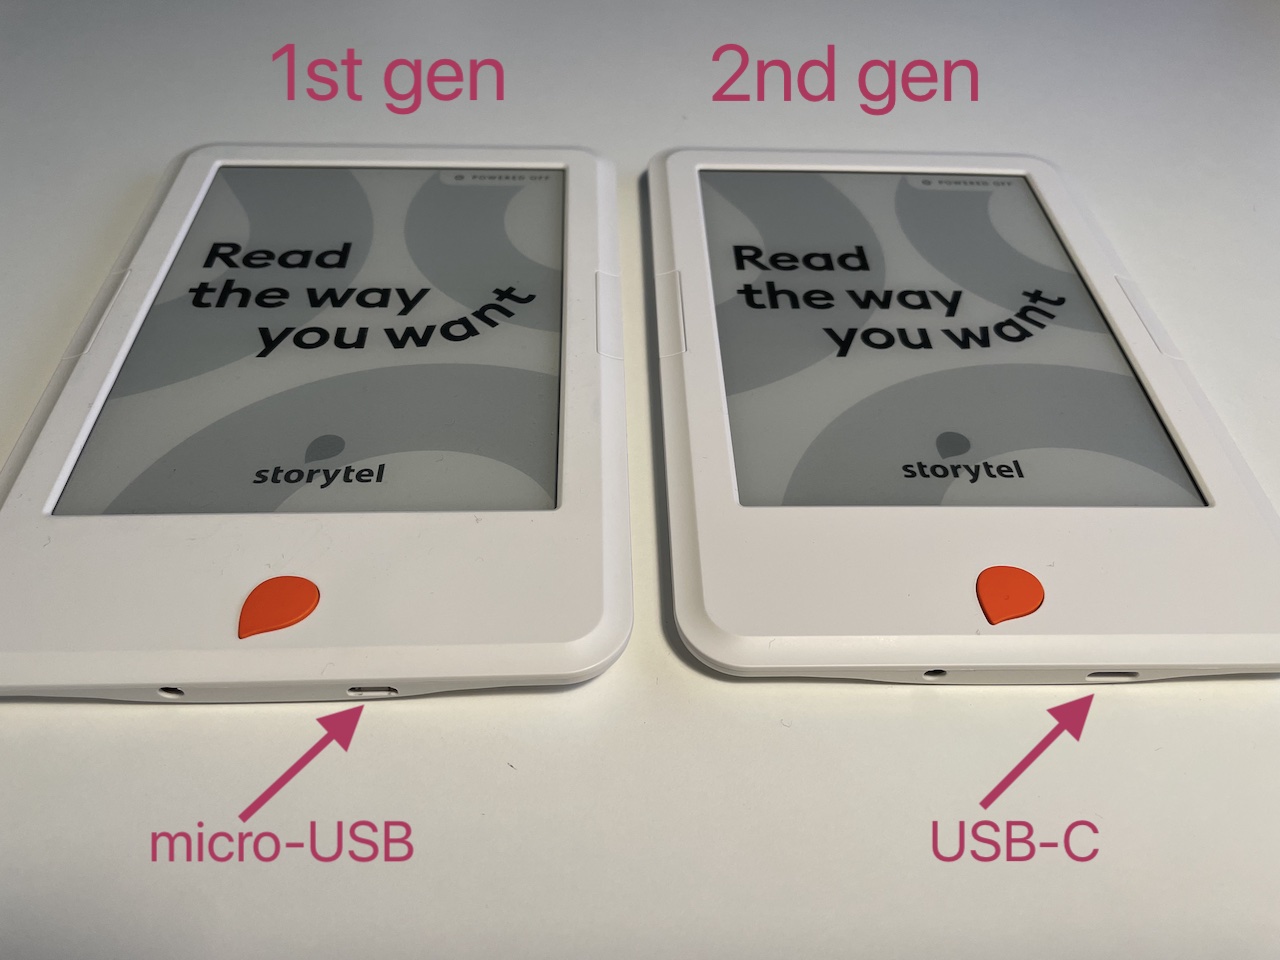 1st gen
2nd gen
POWERED OFF
Read
the way
you want
storytel
POWERED OFF
Read
the way
you want
storytel
micro-USB
USB-C